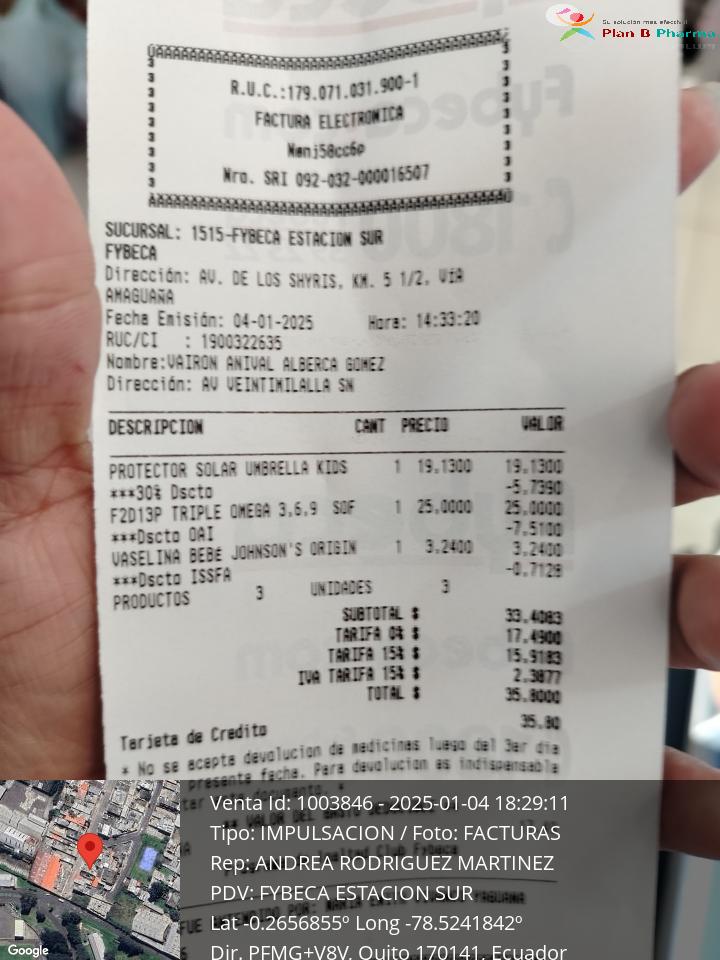 Su solución más efectiva
Plan B Pharma
R.U.C.:179.071.031.900-1
FACTURA ELECTRONICA
Nro. SRI 092-032-000016507
SUCURSAL: 1515-FYBECA ESTACION SUR
FYBECA
Dirección: AV. DE LOS SHYRIS, KM. 5 1/2, VíA
AMAGUAÑA
Fecha Emisión: 04-01-2025 Hora: 14:33:20
RUC/CI : 1900322635
Nombre:VAIRON ANIVAL ALBERCA GOMEZ
Dirección: AV VEINTIMILALLA SN
DESCRIPCION CANT PRECIO VALOR
PROTECTOR SOLAR UMBRELLA KIDS 1 19.1300 19.1300
***30% Dscto -5.7390
F2D13P TRIPLE OMEGA 3,6,9 SOF 1 25.0000 25.0000
***Dscto OAI -7.5100
VASELINA BEBé JOHNSON'S ORIGIN 1 3.2400 3.2400
***Dscto ISSFA -0.7128
PRODUCTOS 3 UNIDADES 3
SUBTOTAL $ 33.4083
TARIFA 0% $ 17.4900
TARIFA 15% $ 15.9183
IVA TARIFA 15% $ 2.3877
TOTAL $ 35.8000
Tarjeta de Credito 35.80
* No se acepta devolucion de medicinas luego del 3er dia
presente fecha. Para devolucion es indispensable
Venta Id: 1003846 - 2025-01-04 18:29:11
Tipo: IMPULSACION / Foto: FACTURAS
Rep: ANDREA RODRIGUEZ MARTINEZ
PDV: FYBECA ESTACION SUR
Lat -0.2656855º Long -78.5241842º
Dir. PFMG+V8V, Quito 170141, Ecuador
Google